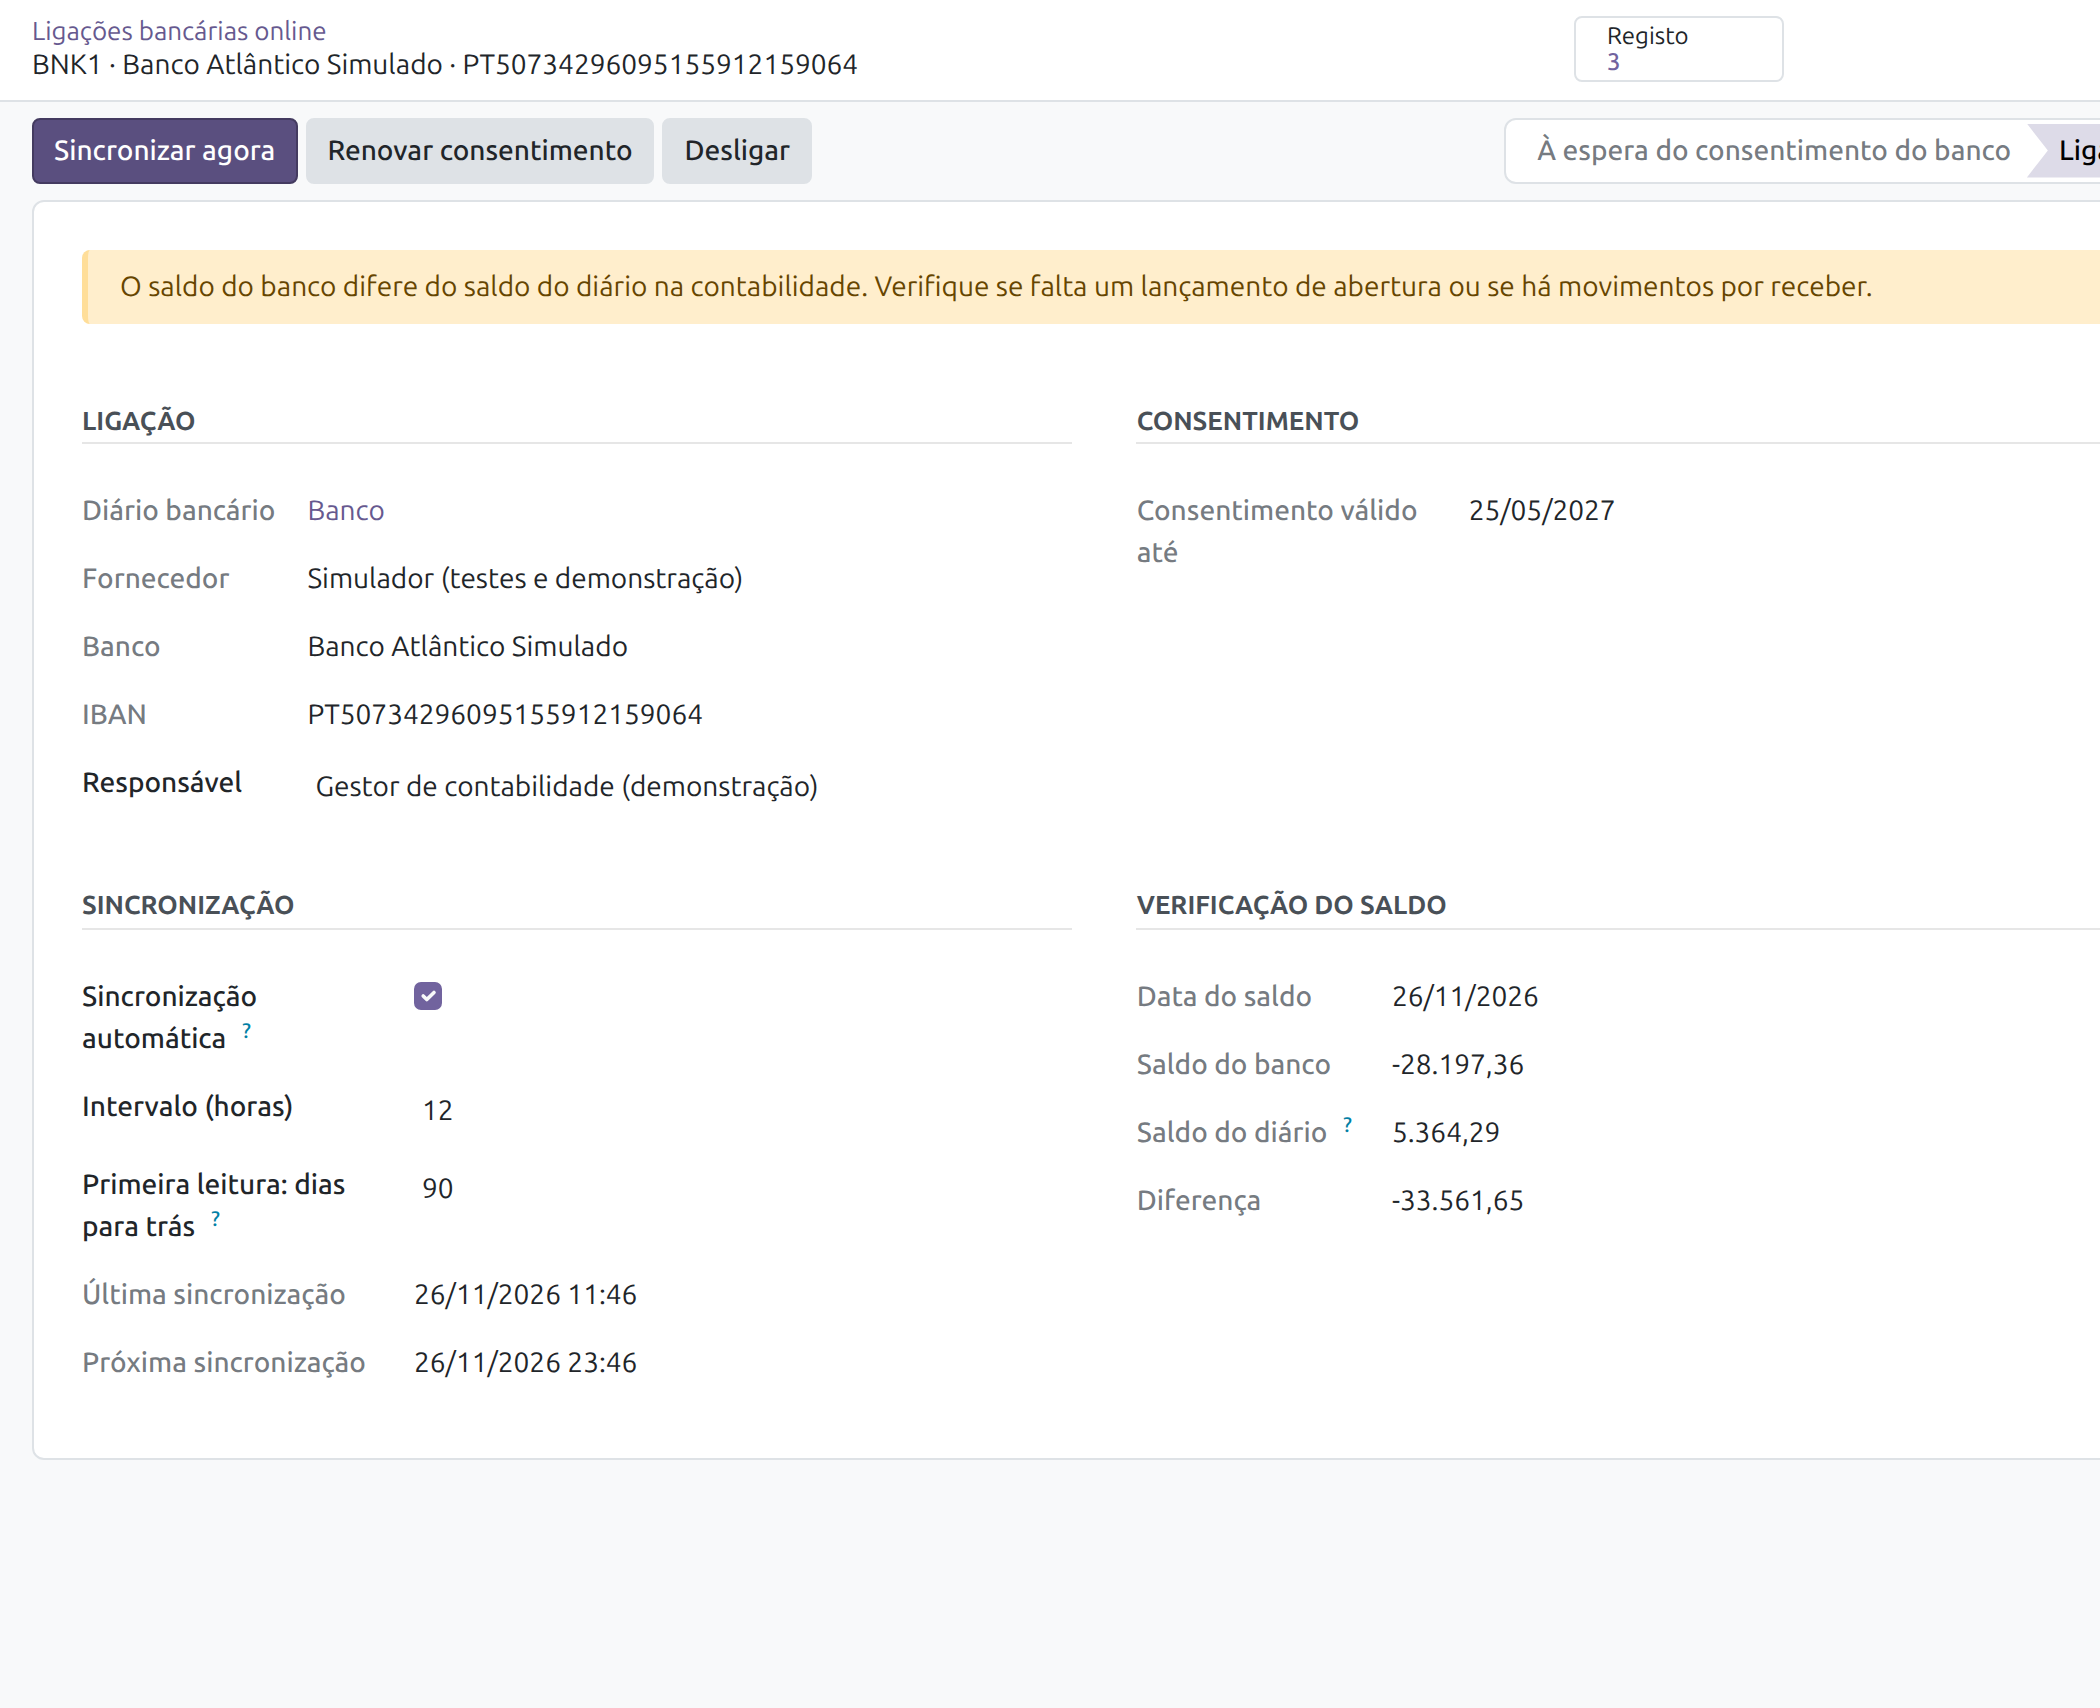 Ligações bancárias online
BNK1 · Banco Atlântico Simulado · PT50734296095155912159064
Registo
3
Sincronizar agora
Renovar consentimento
Desligar
À espera do consentimento do banco
Liga
O saldo do banco difere do saldo do diário na contabilidade. Verifique se falta um lançamento de abertura ou se há movimentos por receber.
LIGAÇÃO
Diário bancário Banco
Fornecedor Simulador (testes e demonstração)
Banco Banco Atlântico Simulado
IBAN PT50734296095155912159064
Responsável Gestor de contabilidade (demonstração)
CONSENTIMENTO
Consentimento válido até 25/05/2027
SINCRONIZAÇÃO
Sincronização
automática ?
Intervalo (horas) 12
Primeira leitura: dias 90
para trás ?
Última sincronização 26/11/2026 11:46
Próxima sincronização 26/11/2026 23:46
VERIFICAÇÃO DO SALDO
Data do saldo 26/11/2026
Saldo do banco -28.197,36
Saldo do diário ? 5.364,29
Diferença -33.561,65